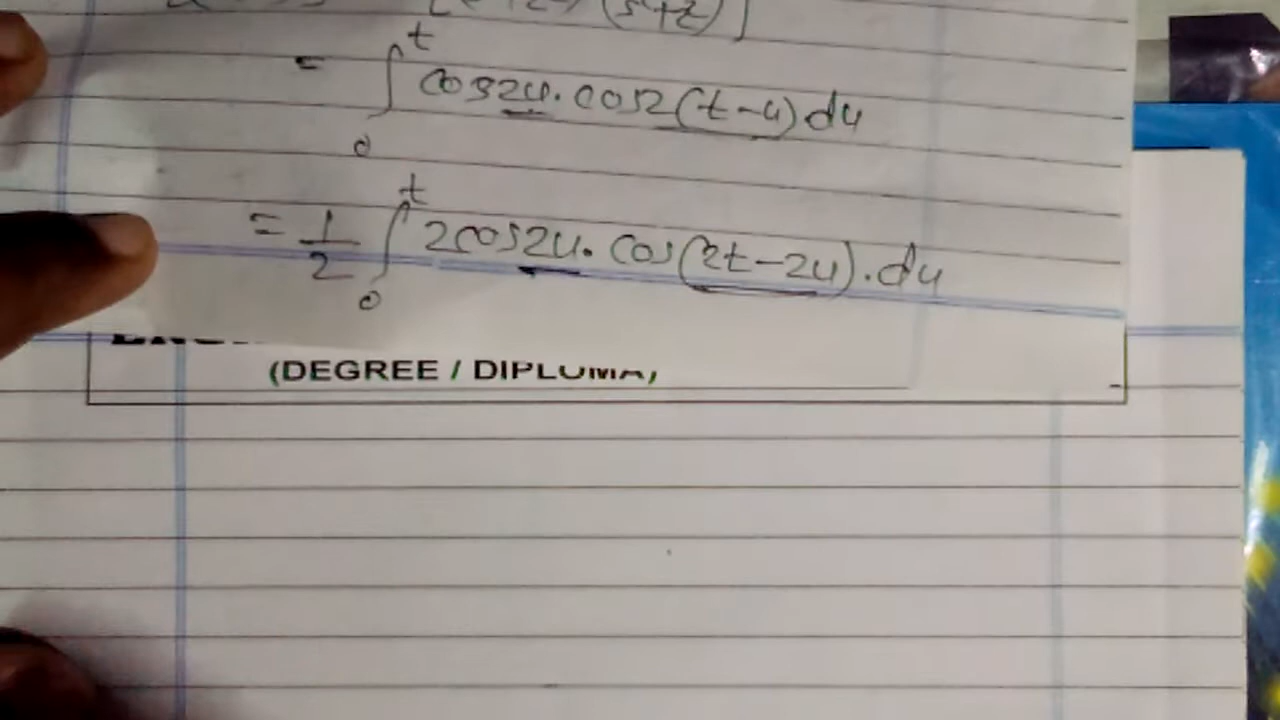 = ∫₀ᵗ cos2u.cos2(t-u)du
= 1/2 ∫₀ᵗ 2cos2u.cos(2t-2u).du
(DEGREE / DIPLOMA)